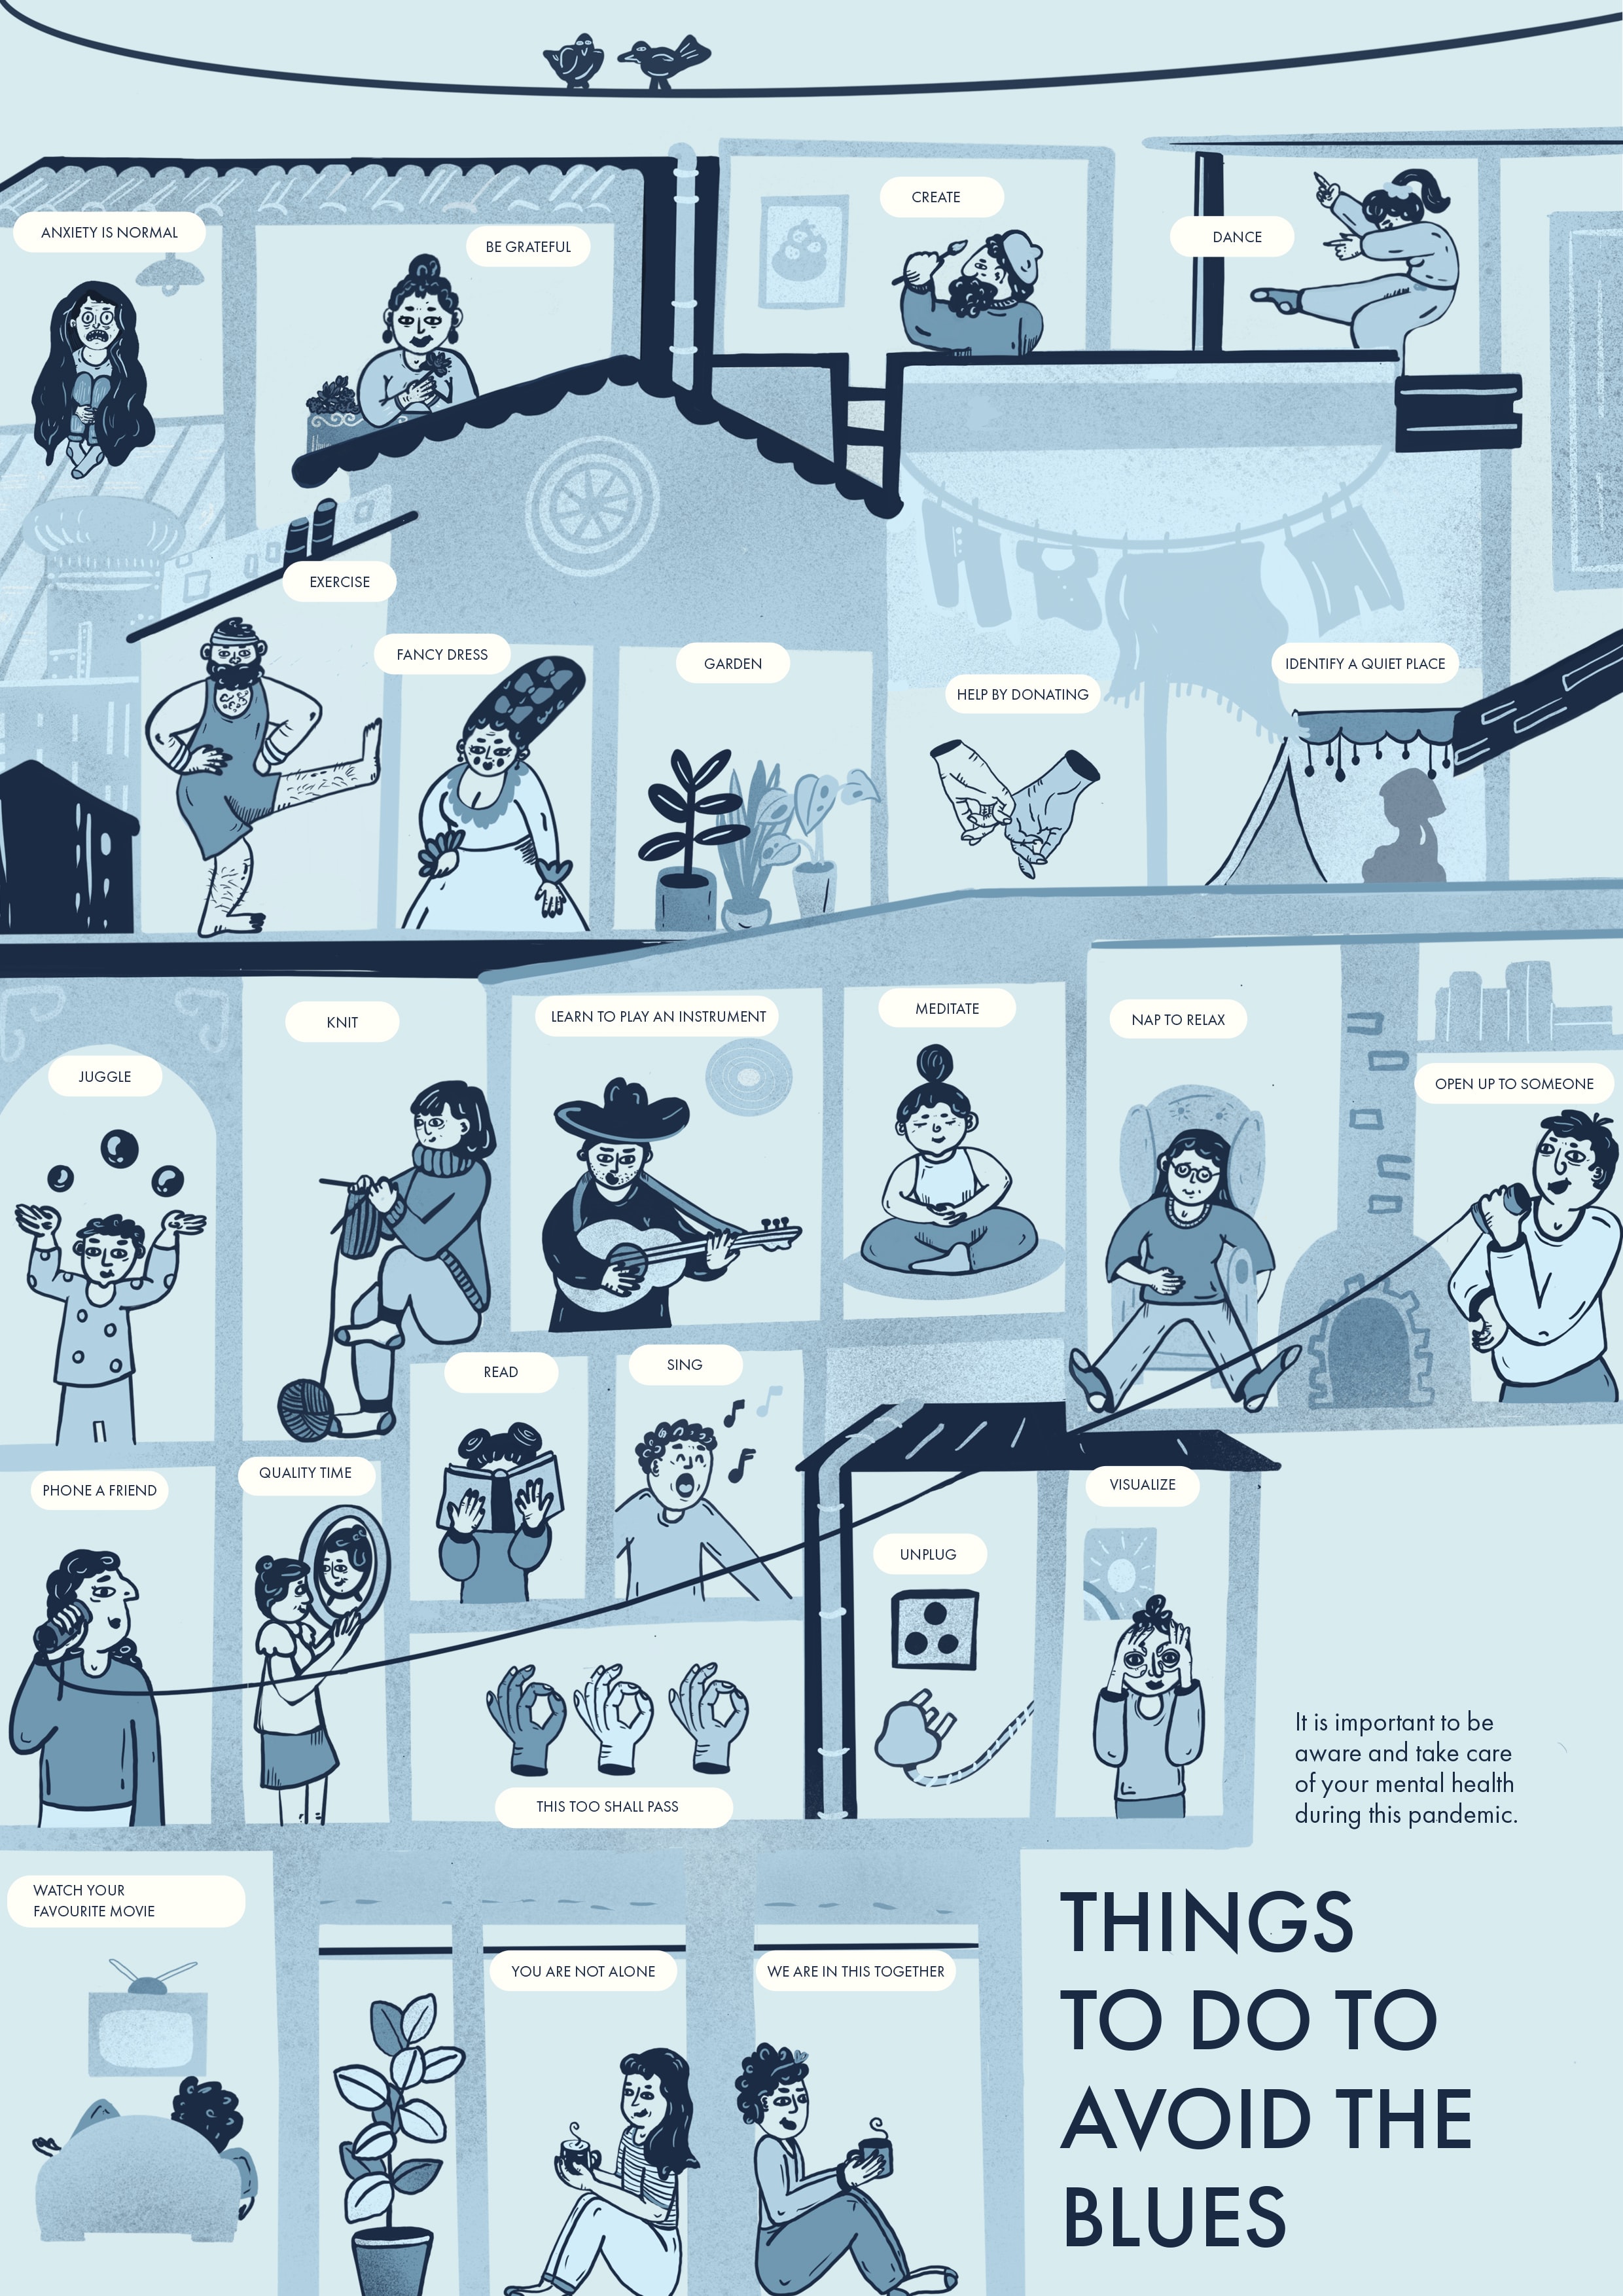 CREATE
ANXIETY IS NORMAL
BE GRATEFUL
DANCE
EXERCISE
FANCY DRESS
GARDEN
HELP BY DONATING
IDENTIFY A QUIET PLACE
JUGGLE
KNIT
LEARN TO PLAY AN INSTRUMENT
MEDITATE
NAP TO RELAX
OPEN UP TO SOMEONE
PHONE A FRIEND
QUALITY TIME
READ
SING
THIS TOO SHALL PASS
UNPLUG
VISUALIZE
WATCH YOUR
FAVOURITE MOVIE
YOU ARE NOT ALONE
WE ARE IN THIS TOGETHER
It is important to be
aware and take care
of your mental health
during this pandemic.
THINGS
TO DO TO
AVOID THE
BLUES